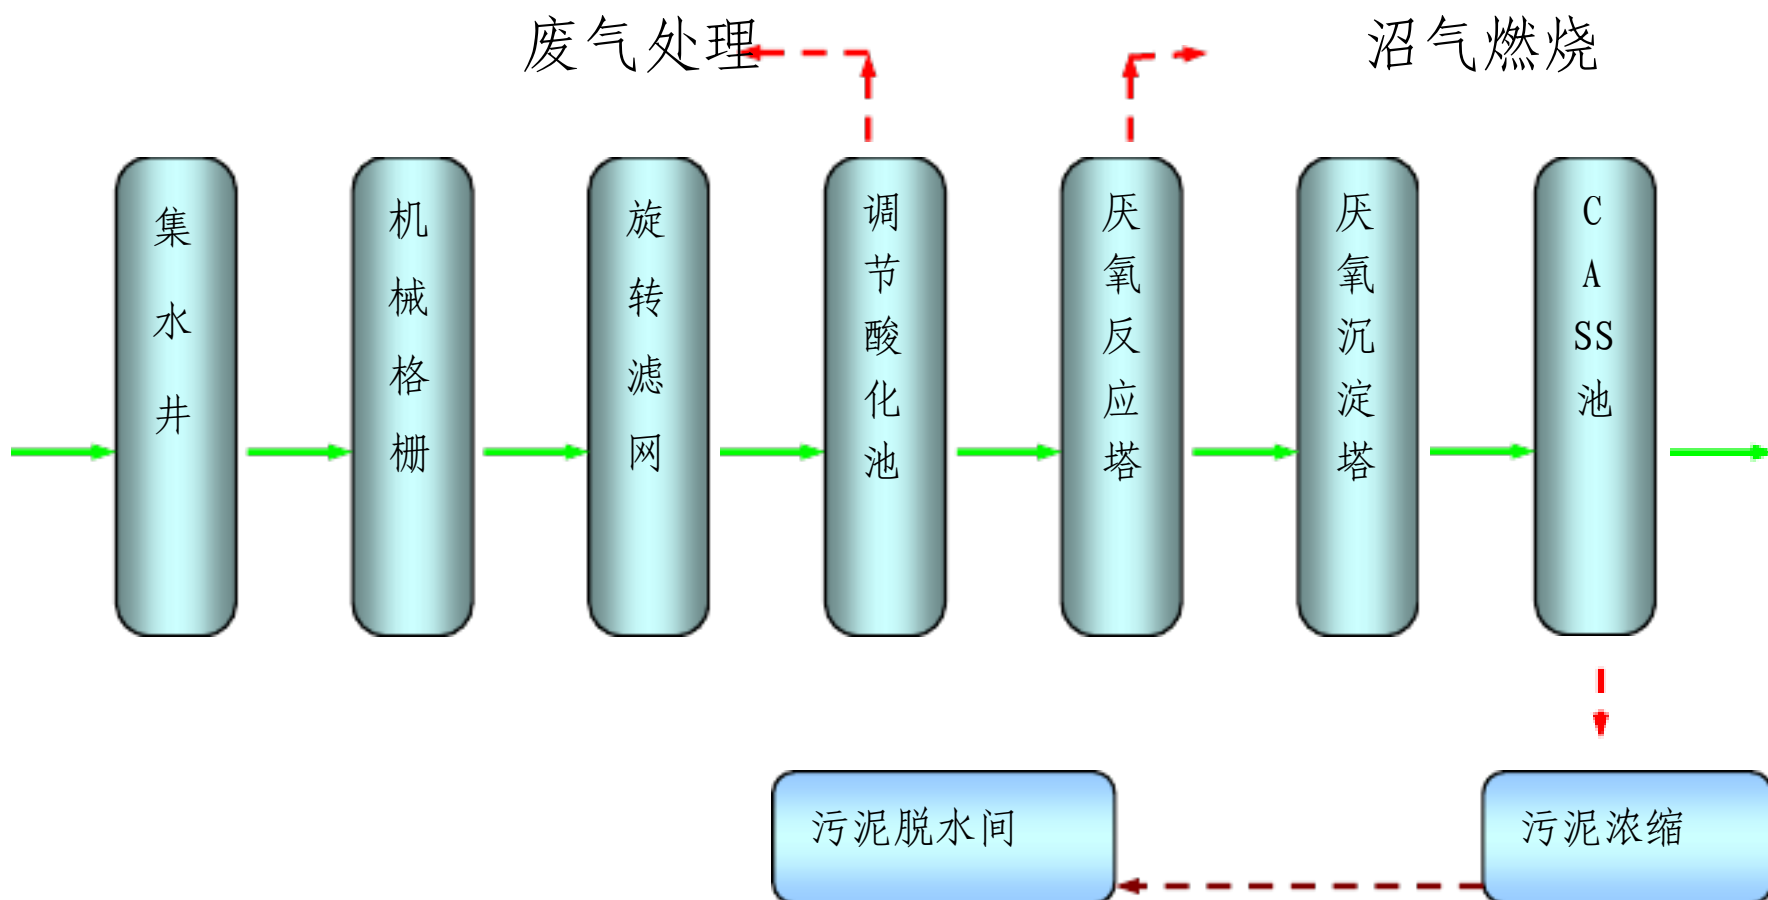 废气处理
沼气燃烧
集水井
机械格栅
旋转滤网
调节酸化池
厌氧反应塔
厌氧沉淀塔
CASS池
污泥脱水间
污泥浓缩